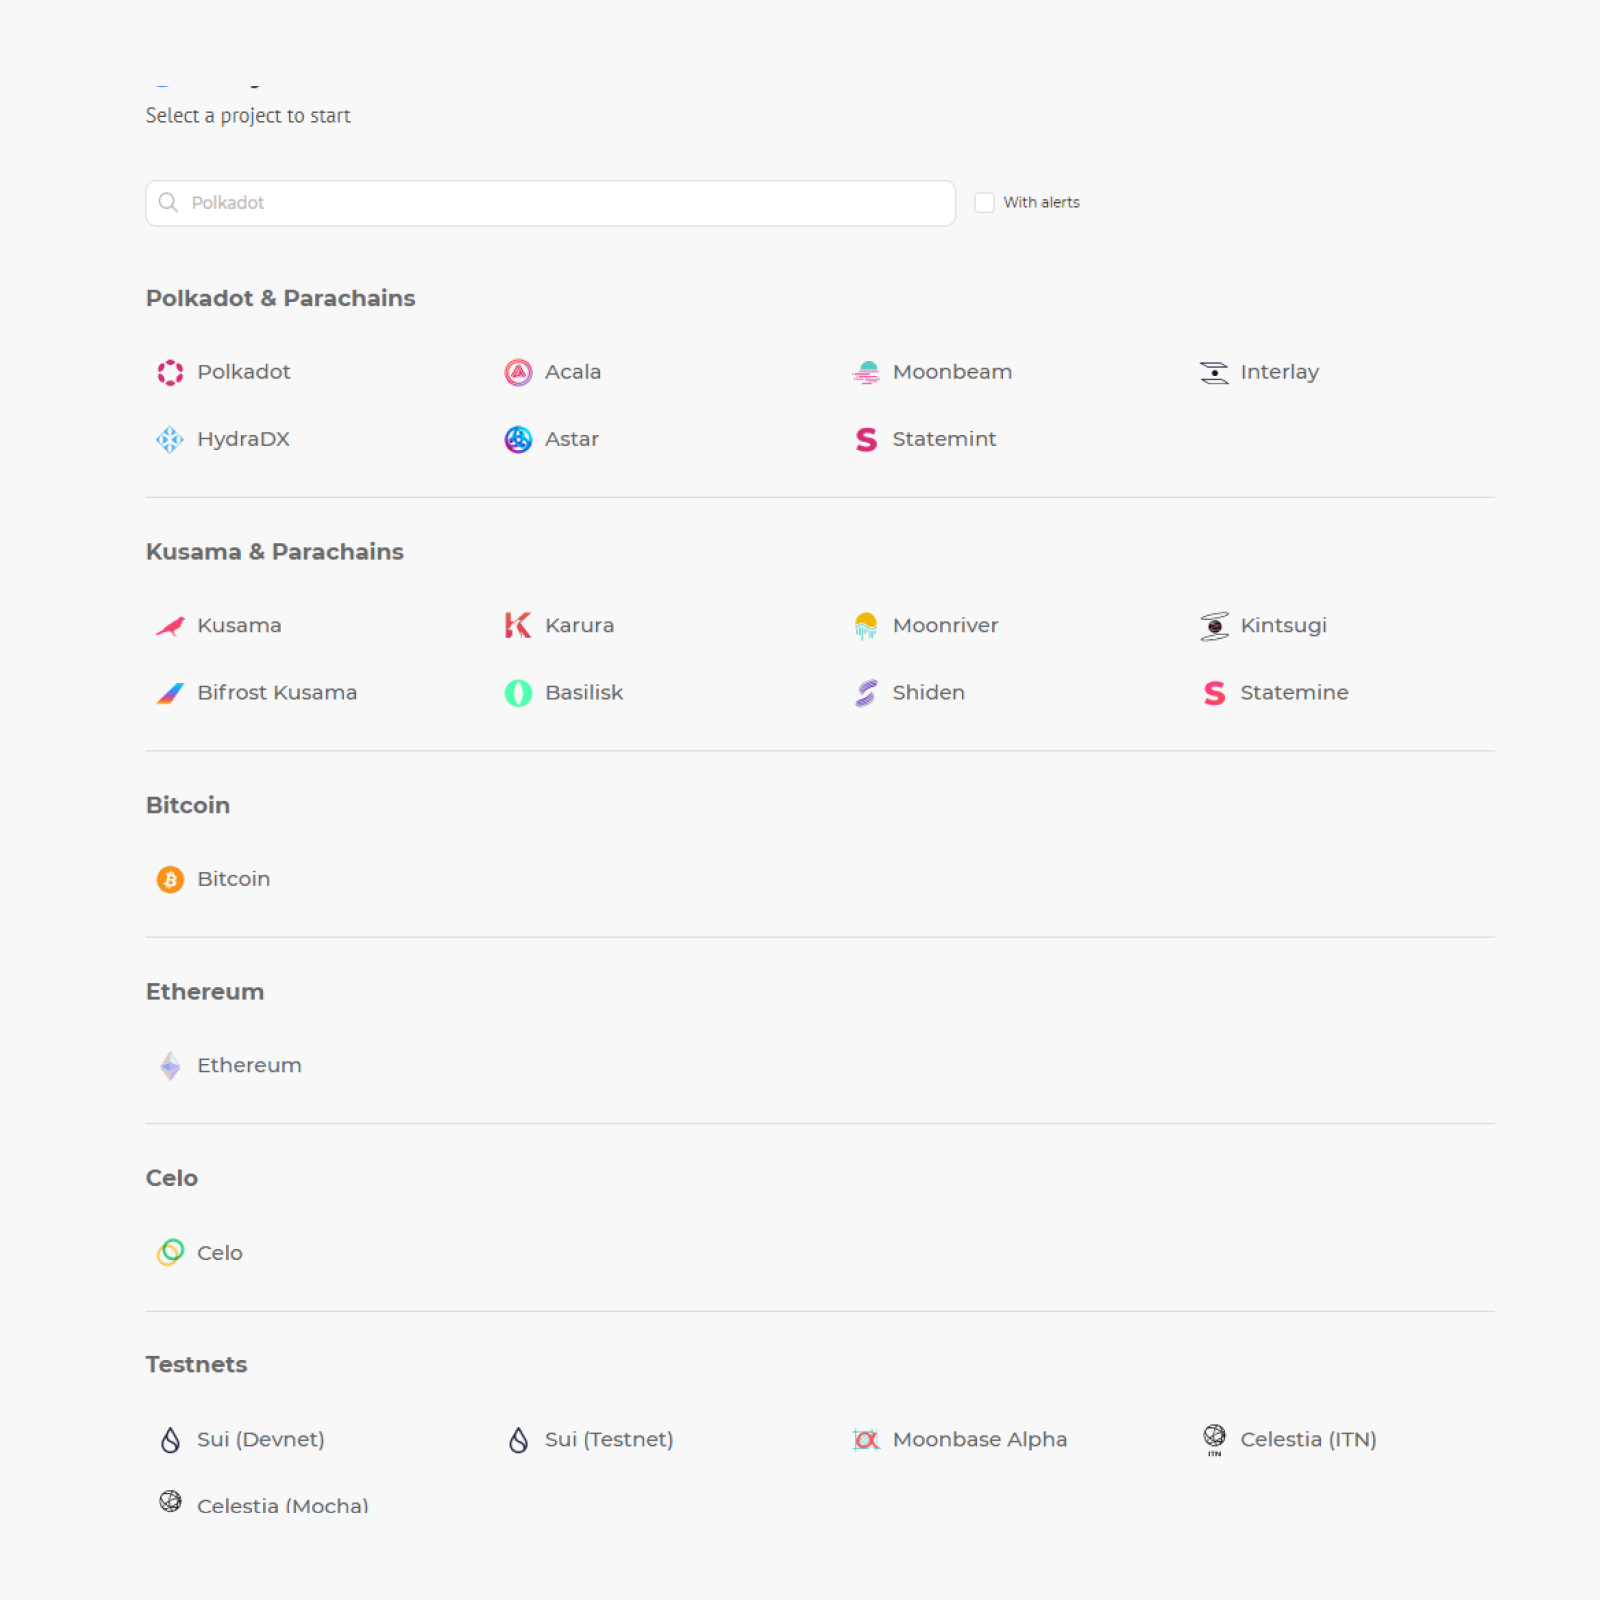 Select a project to start
Polkadot
With alerts
Polkadot & Parachains
Polkadot
Acala
Moonbeam
Interlay
HydraDX
Astar
Statemint
Kusama & Parachains
Kusama
Karura
Moonriver
Kintsugi
Bifrost Kusama
Basilisk
Shiden
Statemine
Bitcoin
Bitcoin
Ethereum
Ethereum
Celo
Celo
Testnets
Sui (Devnet)
Sui (Testnet)
Moonbase Alpha
ITN
Celestia (ITN)
Celestia (Mocha)